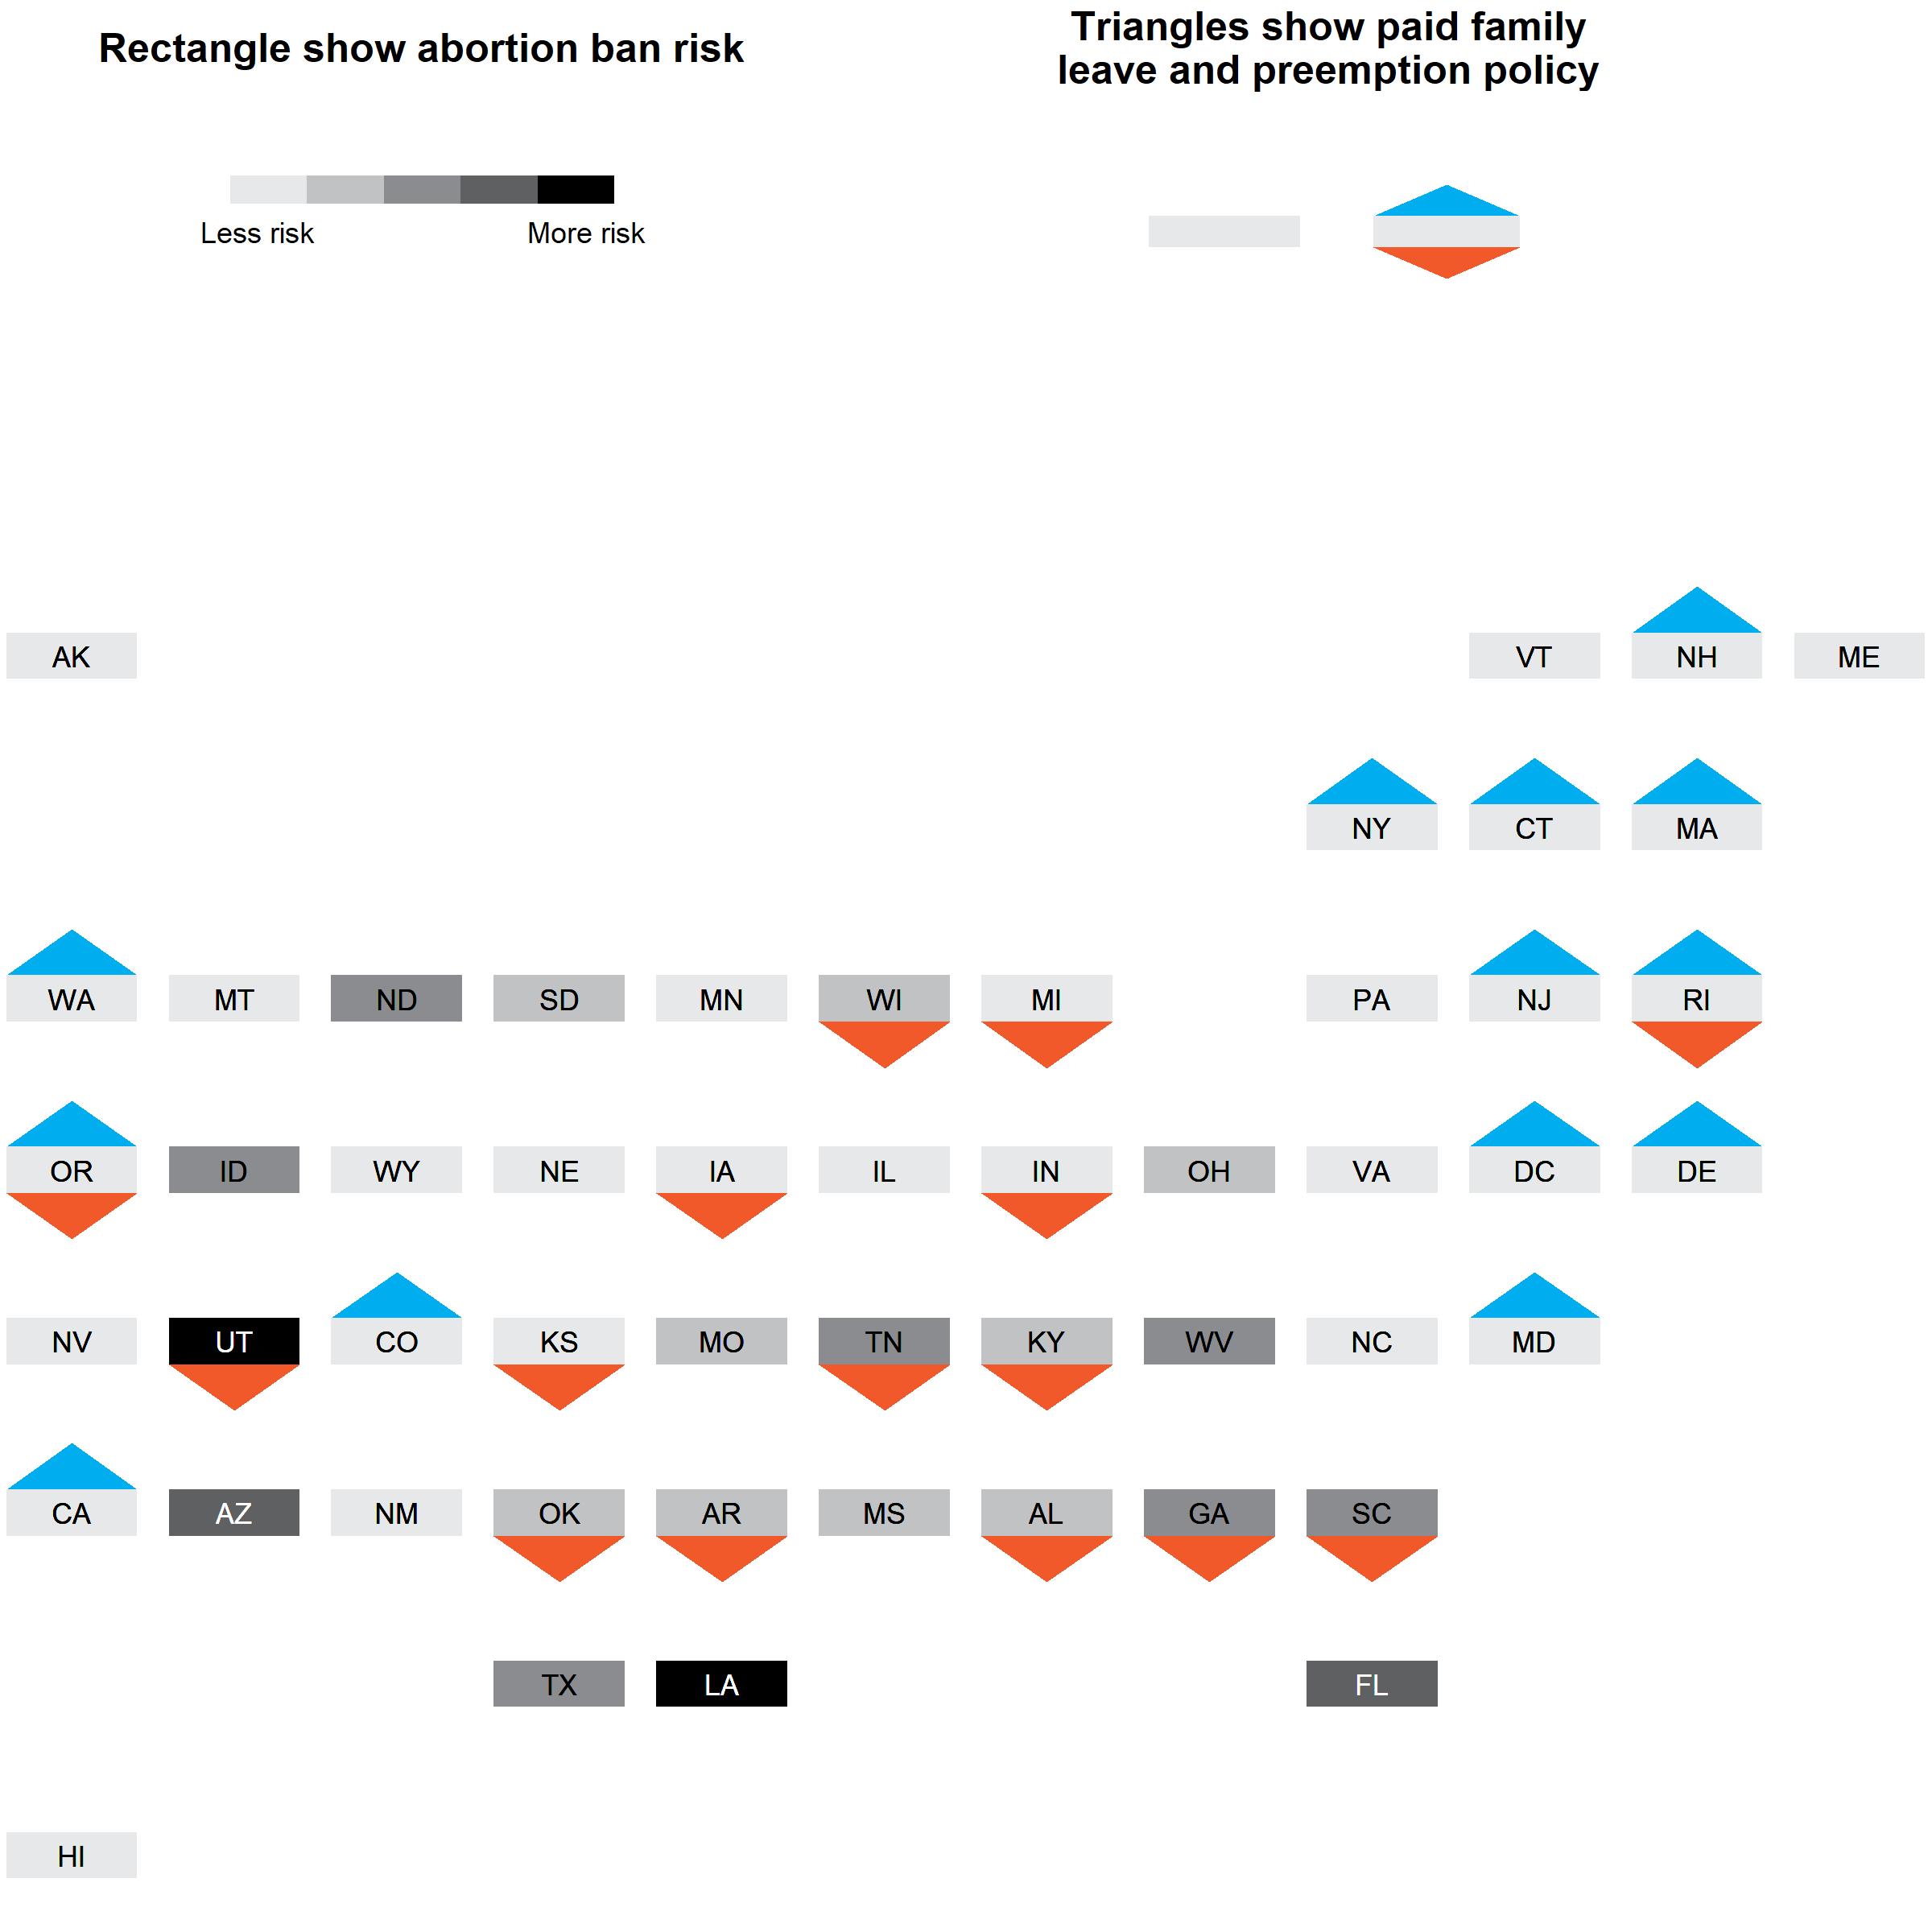 Rectangle show abortion ban risk
Triangles show paid family
leave and preemption policy
Less risk
More risk
AK
VT
NH
ME
NY
CT
MA
WA
MT
ND
SD
MN
WI
MI
PA
NJ
RI
OR
ID
WY
NE
IA
IL
IN
OH
VA
DC
DE
NV
UT
CO
KS
MO
TN
KY
WV
NC
MD
CA
AZ
NM
OK
AR
MS
AL
GA
SC
TX
LA
FL
HI